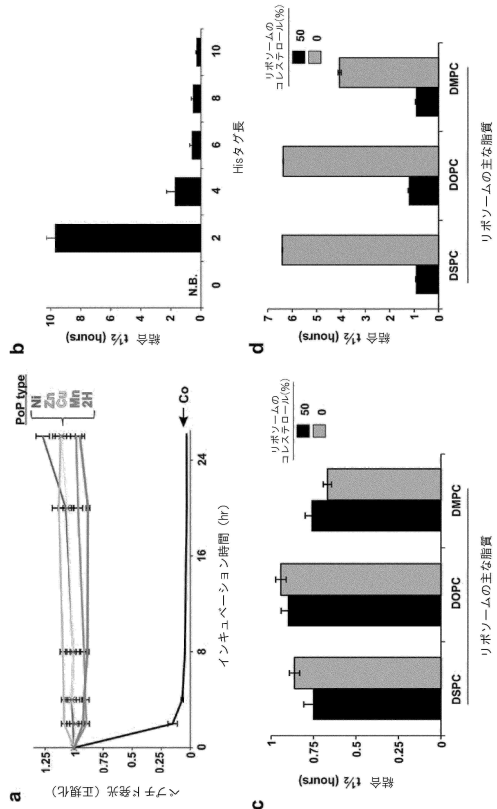 a
ペプチド発光（正規化）
1.25
1
0.75
0.5
0.25
0
0
8
16
24
インキュベーション時間（hr）
PoP type
Ni
Zn
Cu
Mn
2H
Co
b
結合 t½ (hours)
10
8
6
4
2
0
N.B.
0
2
4
6
8
10
Hisタグ長
c
結合 t½ (hours)
1
0.75
0.5
0.25
0
DSPC
DOPC
DMPC
リポソームの主な脂質
リポソームの
コレステロール(%)
50
0
d
結合 t½ (hours)
7
6
5
4
3
2
1
0
DSPC
DOPC
DMPC
リポソームの主な脂質
リポソームの
コレステロール(%)
50
0